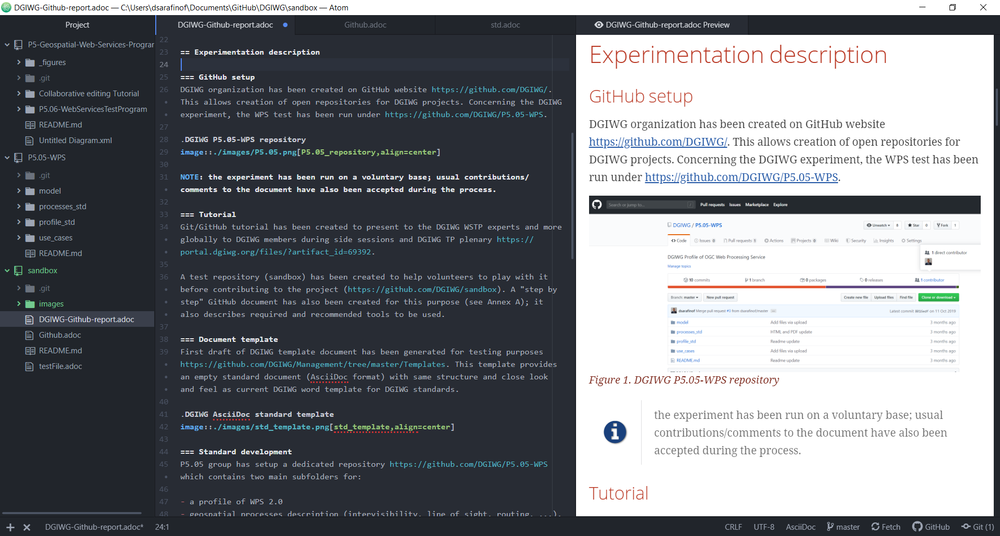 DGIWG-Github-report.adoc — C:\Users\dsarafinof\Documents\GitHub\DGIWG\sandbox — Atom
Project
P5-Geospatial-Web-Services-Prograr
_figures
.git
Collaborative editing Tutorial
P5.06-WebServicesTestProgram
README.md
Untitled Diagram.xml
P5.05-WPS
.git
model
processes_std
profile_std
use_cases
README.md
sandbox
.git
images
DGIWG-Github-report.adoc
Github.adoc
README.md
testFile.adoc
DGIWG-Github-report.adoc
Github.adoc
std.adoc
22
23 == Experimentation description
24
25 === GitHub setup
26 DGIWG organization has been created on GitHub website https://github.com/DGIWG/.
• This allows creation of open repositories for DGIWG projects. Concerning the DGIWG
• experiment, the WPS test has been run under https://github.com/DGIWG/P5.05-WPS.
27
28 .DGIWG P5.05-WPS repository
29 image::./images/P5.05.png[P5.05_repository,align=center]
30
31 NOTE: the experiment has been run on a voluntary base; usual contributions/
• comments to the document have also been accepted during the process.
32
33 === Tutorial
34 Git/GitHub tutorial has been created to present to the DGIWG WSTP experts and more
• globally to DGIWG members during side sessions and DGIWG TP plenary https://
• portal.dgiwg.org/files/?artifact_id=69392.
35
36 A test repository (sandbox) has been created to help volunteers to play with it
• before contributing to the project (https://github.com/DGIWG/sandbox). A "step by
• step" GitHub document has also been created for this purpose (see Annex A); it
• also describes required and recommended tools to be used.
37
38 === Document template
39 First draft of DGIWG template document has been generated for testing purposes
• https://github.com/DGIWG/Management/tree/master/Templates. This template provides
• an empty standard document (AsciiDoc format) with same structure and close look
• and feel as current DGIWG word template for DGIWG standards.
40
41 .DGIWG AsciiDoc standard template
42 image::./images/std_template.png[std_template,align=center]
43
44 === Standard development
45 P5.05 group has setup a dedicated repository https://github.com/DGIWG/P5.05-WPS
• which contains two main subfolders for:
46
47 - a profile of WPS 2.0
48 - geospatial processes description (intervisibility, line of sight, routing, ...).
DGIWG-Github-report.adoc Preview
Experimentation description
GitHub setup
DGIWG organization has been created on GitHub website
https://github.com/DGIWG/. This allows creation of open repositories for
DGIWG projects. Concerning the DGIWG experiment, the WPS test has been
run under https://github.com/DGIWG/P5.05-WPS.
Search or jump to... / Pull requests Issues Marketplace Explore
DGIWG / P5.05-WPS Unwatch 8 Star 0 Fork 1
Code Issues 0 Pull requests 1 Actions Projects 0 Wiki Security Insights Settings
1 direct contributor
DGIWG Profile of OGC Web Processing Service
Manage topics
10 commits 1 branch 0 packages 0 releases 1 contributor
Branch: master New pull request Create new file Upload files Find file Clone or download
dsarafinof Merge pull request #3 from dsarafinof/master ... Latest commit 8016edf on 11 Oct 2019
model Add files via upload 3 months ago
processes_std HTML and PDF update 3 months ago
profile_std Readme update 3 months ago
use_cases Add files via upload 3 months ago
README.md Readme update 3 months ago
Figure 1. DGIWG P5.05-WPS repository
the experiment has been run on a voluntary base; usual
contributions/comments to the document have also been
accepted during the process.
Tutorial
DGIWG-Github-report.adoc* 24:1 CRLF UTF-8 AsciiDoc master Fetch GitHub Git (1)